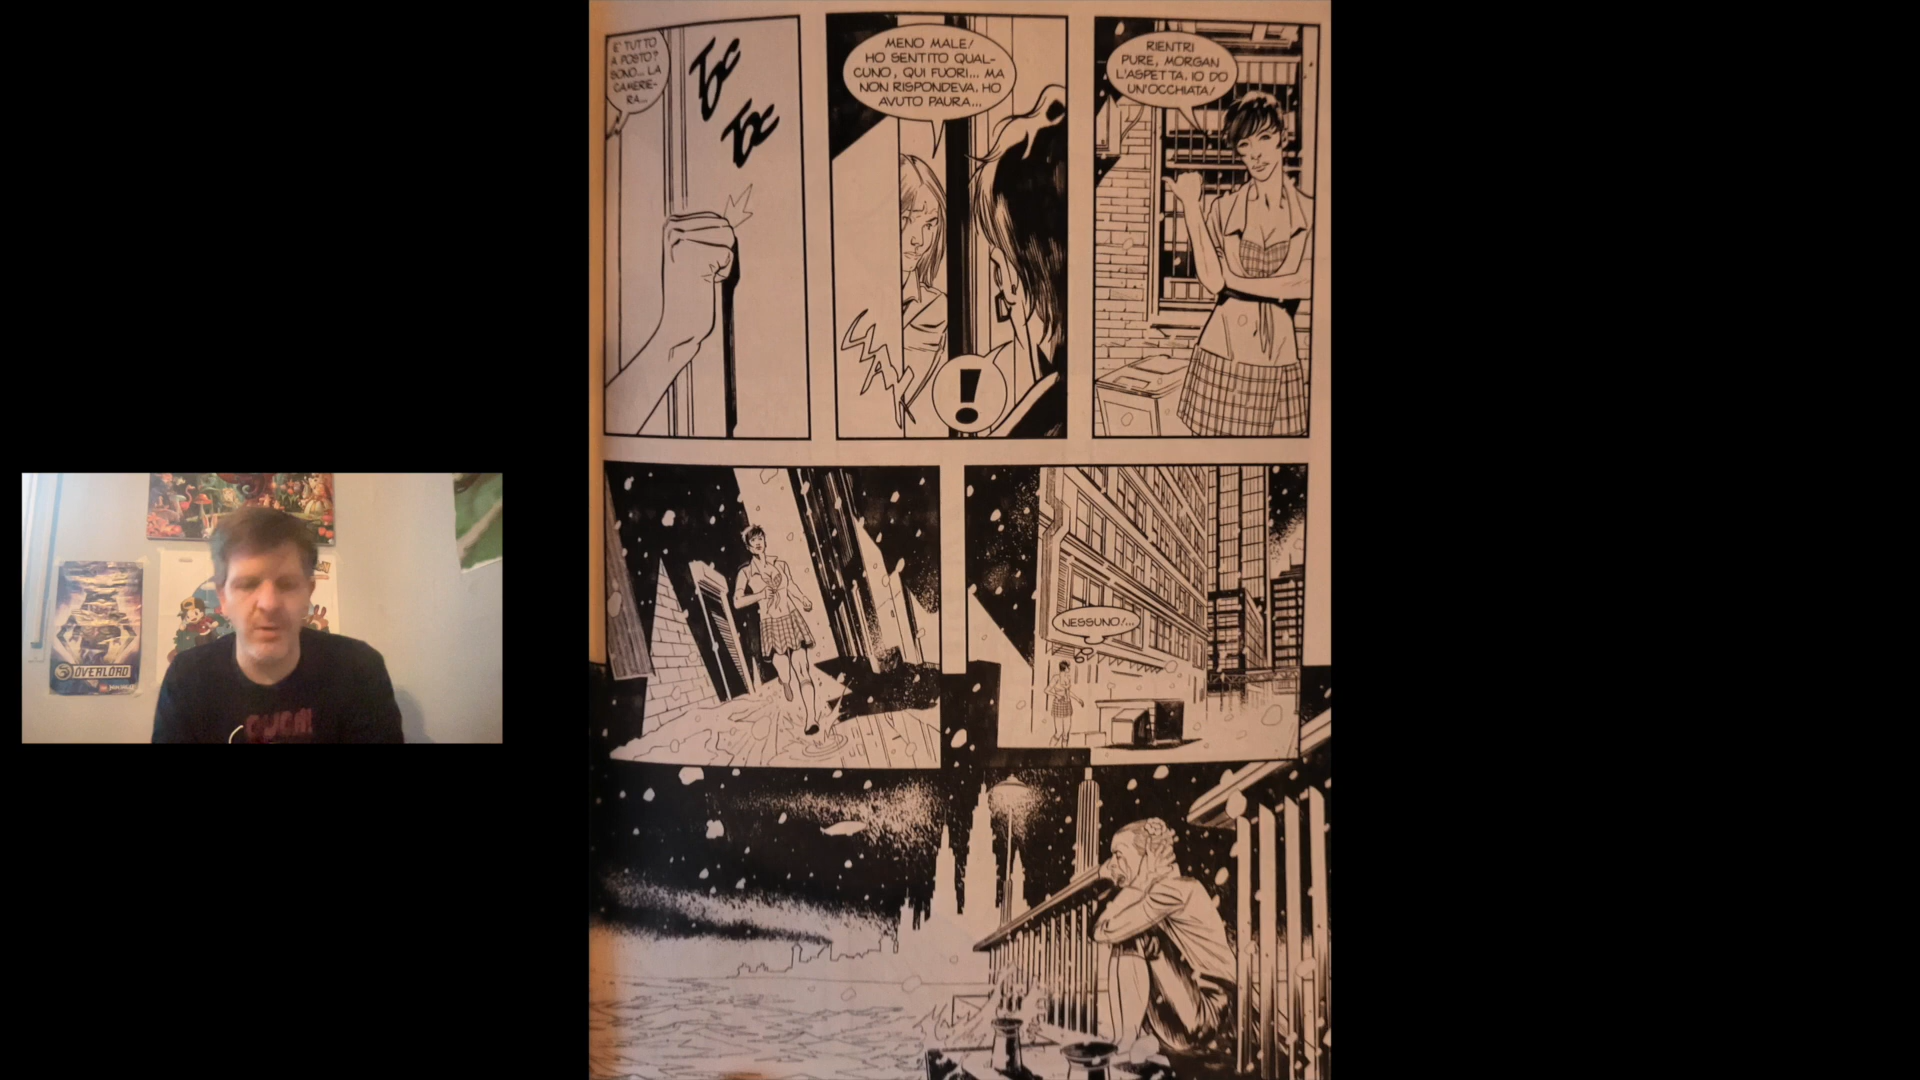 E' TUTTO
A POSTO?
SONO... LA
CAMERIE-
RA...
TOC
TOC
MENO MALE!
HO SENTITO QUAL-
CUNO, QUI FUORI... MA
NON RISPONDEVA. HO
AVUTO PAURA...
!
RIENTRI
PURE, MORGAN
L'ASPETTA. IO DO
UN'OCCHIATA!
NESSUNO!...
OVERLORD